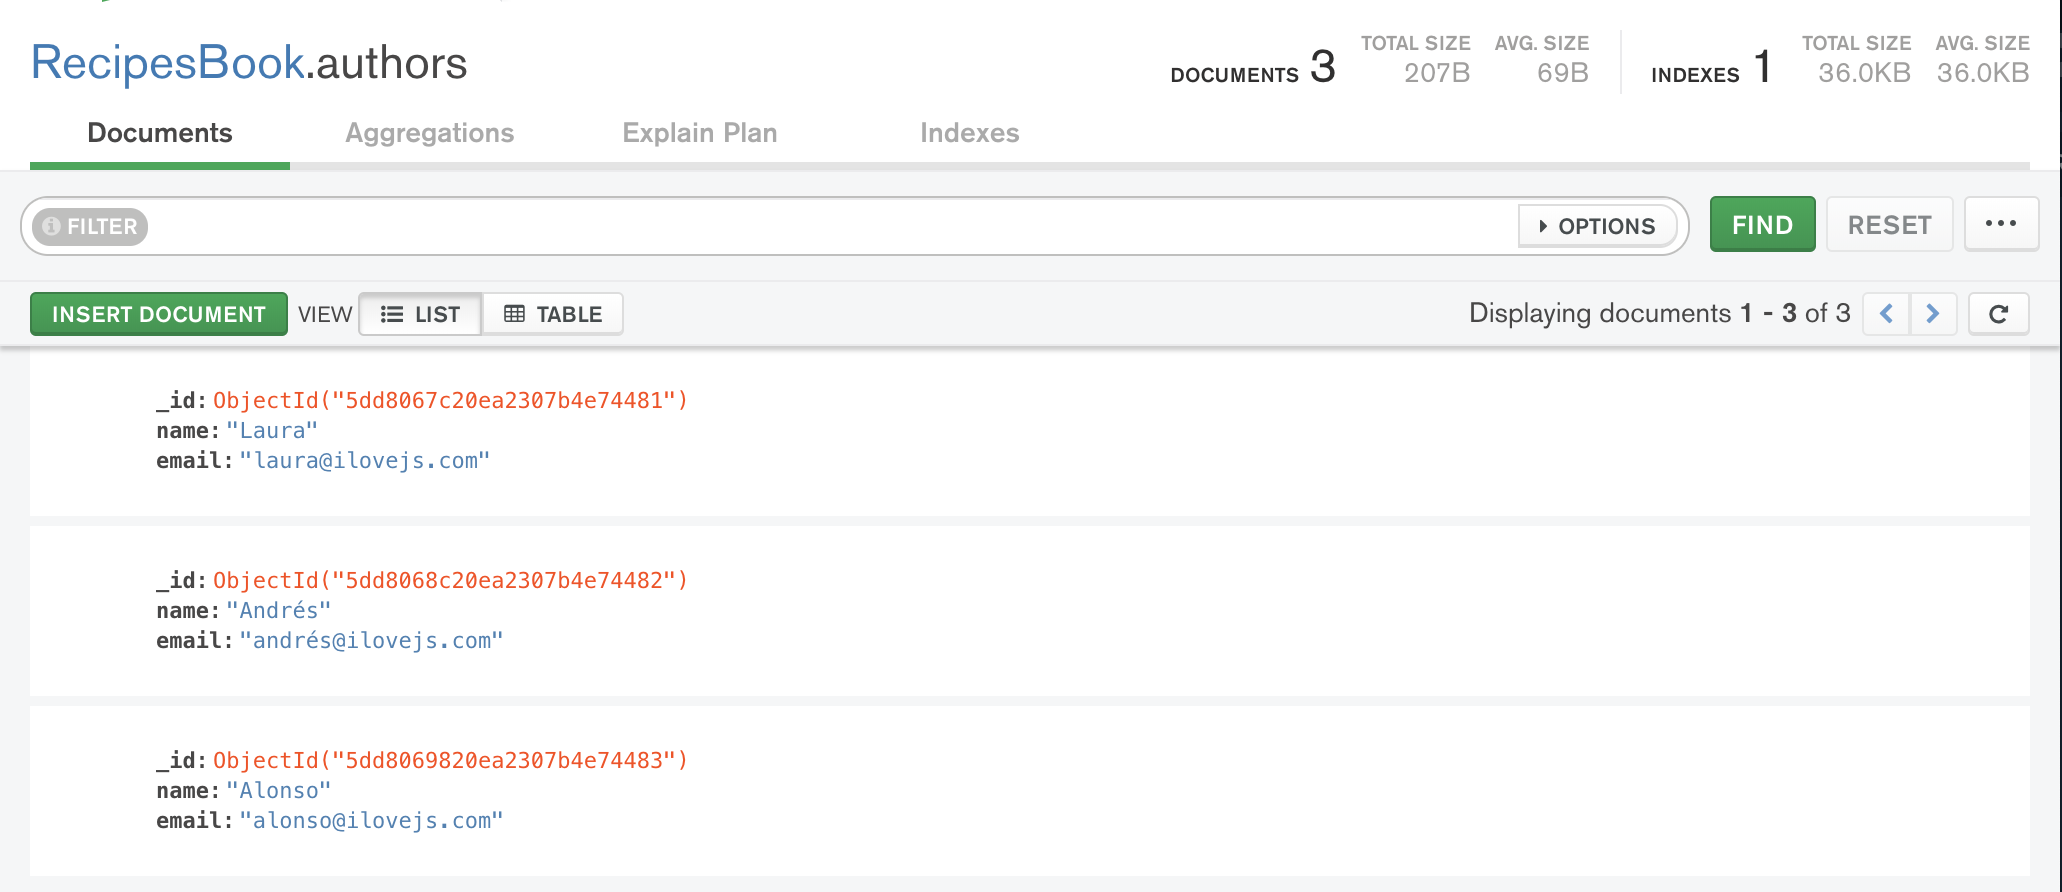 RecipesBook.authors
DOCUMENTS 3 TOTAL SIZE 207B AVG. SIZE 69B INDEXES 1 TOTAL SIZE 36.0KB AVG. SIZE 36.0KB
Documents Aggregations Explain Plan Indexes
FILTER OPTIONS FIND RESET ...
INSERT DOCUMENT VIEW LIST TABLE Displaying documents 1 - 3 of 3
_id: ObjectId("5dd8067c20ea2307b4e74481")
name: "Laura"
email: "laura@ilovejs.com"
_id: ObjectId("5dd8068c20ea2307b4e74482")
name: "Andrés"
email: "andrés@ilovejs.com"
_id: ObjectId("5dd8069820ea2307b4e74483")
name: "Alonso"
email: "alonso@ilovejs.com"